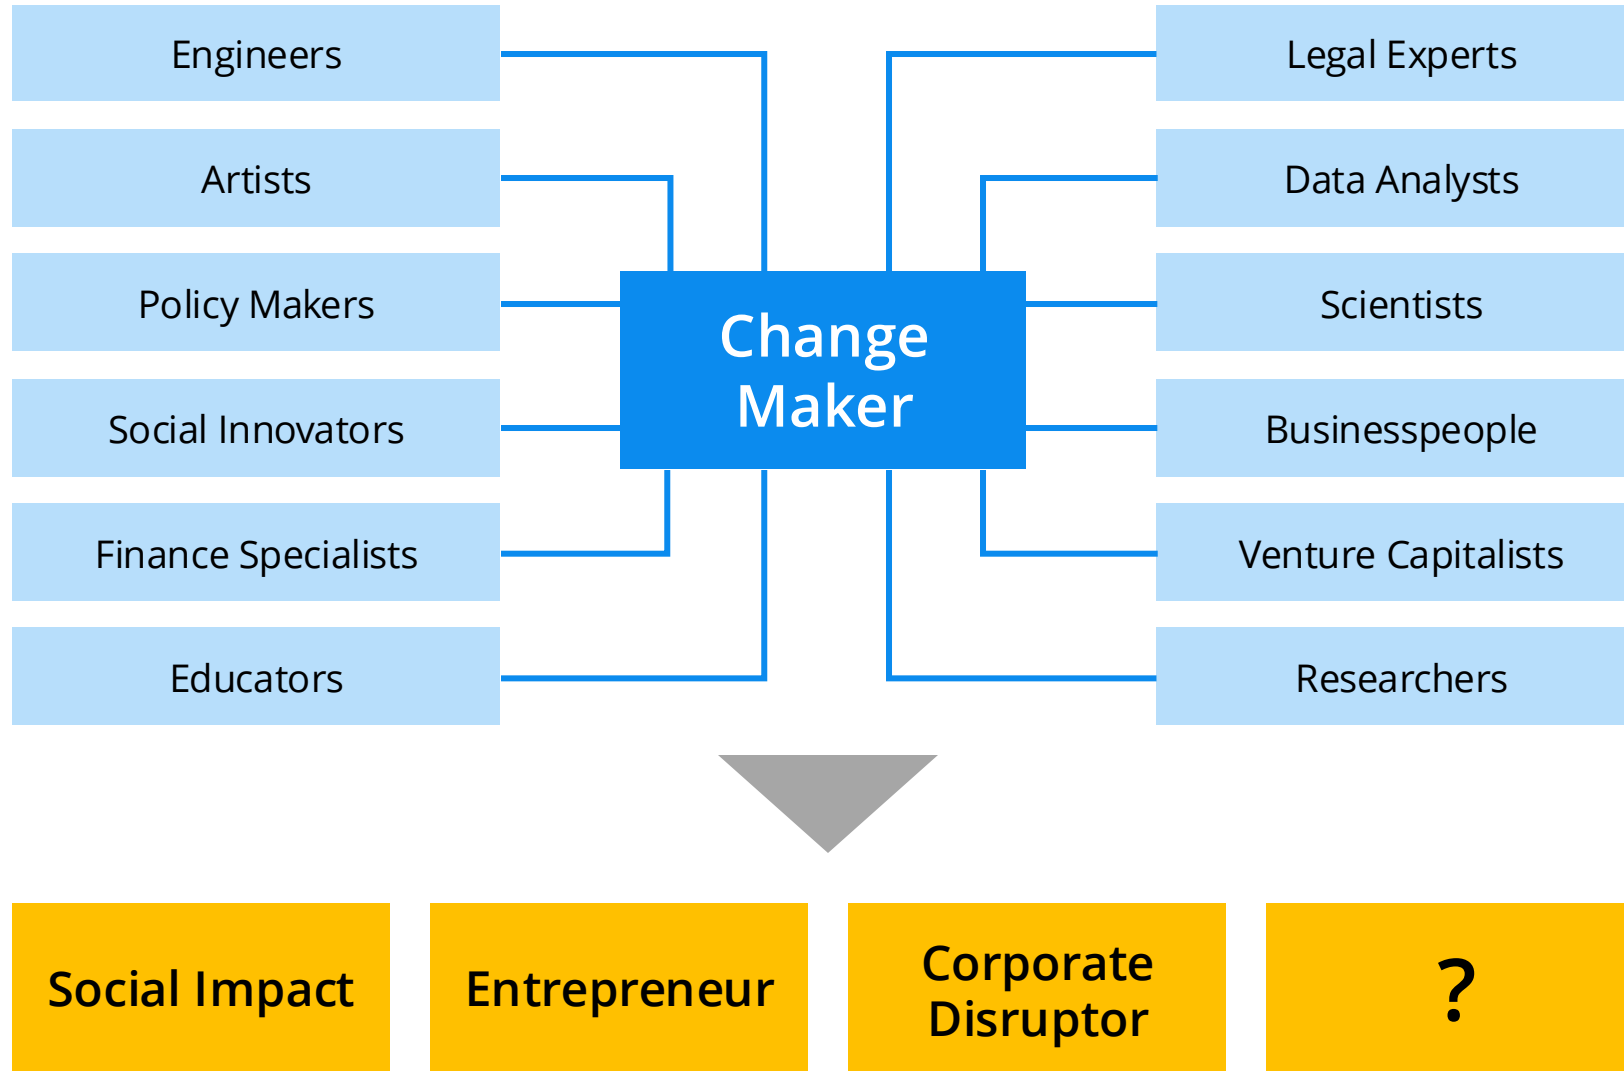 Engineers
Artists
Policy Makers
Social Innovators
Finance Specialists
Educators
Change
Maker
Legal Experts
Data Analysts
Scientists
Businesspeople
Venture Capitalists
Researchers
Social Impact
Entrepreneur
Corporate
Disruptor
?